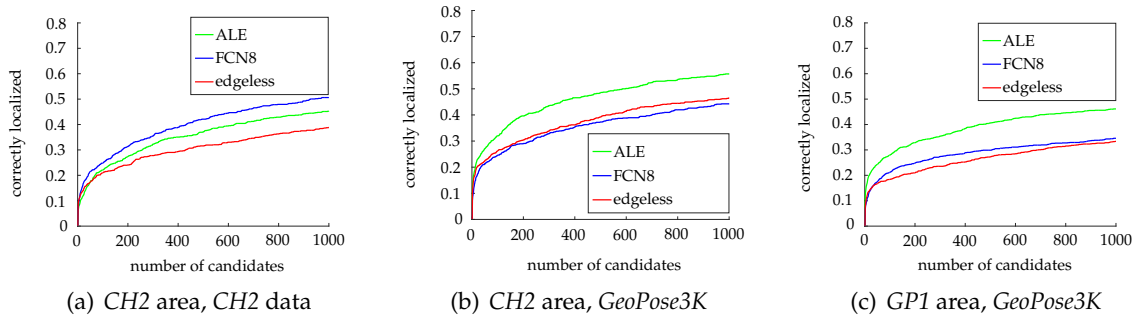 0.8
0.7
0.6
0.5
0.4
0.3
0.2
0.1
0
correctly localized
ALE
FCN8
edgeless
0 200 400 600 800 1000
number of candidates
(a) CH2 area, CH2 data
0.8
0.7
0.6
0.5
0.4
0.3
0.2
0.1
0
correctly localized
ALE
FCN8
edgeless
0 200 400 600 800 1000
number of candidates
(b) CH2 area, GeoPose3K
0.8
0.7
0.6
0.5
0.4
0.3
0.2
0.1
0
correctly localized
ALE
FCN8
edgeless
0 200 400 600 800 1000
number of candidates
(c) GP1 area, GeoPose3K